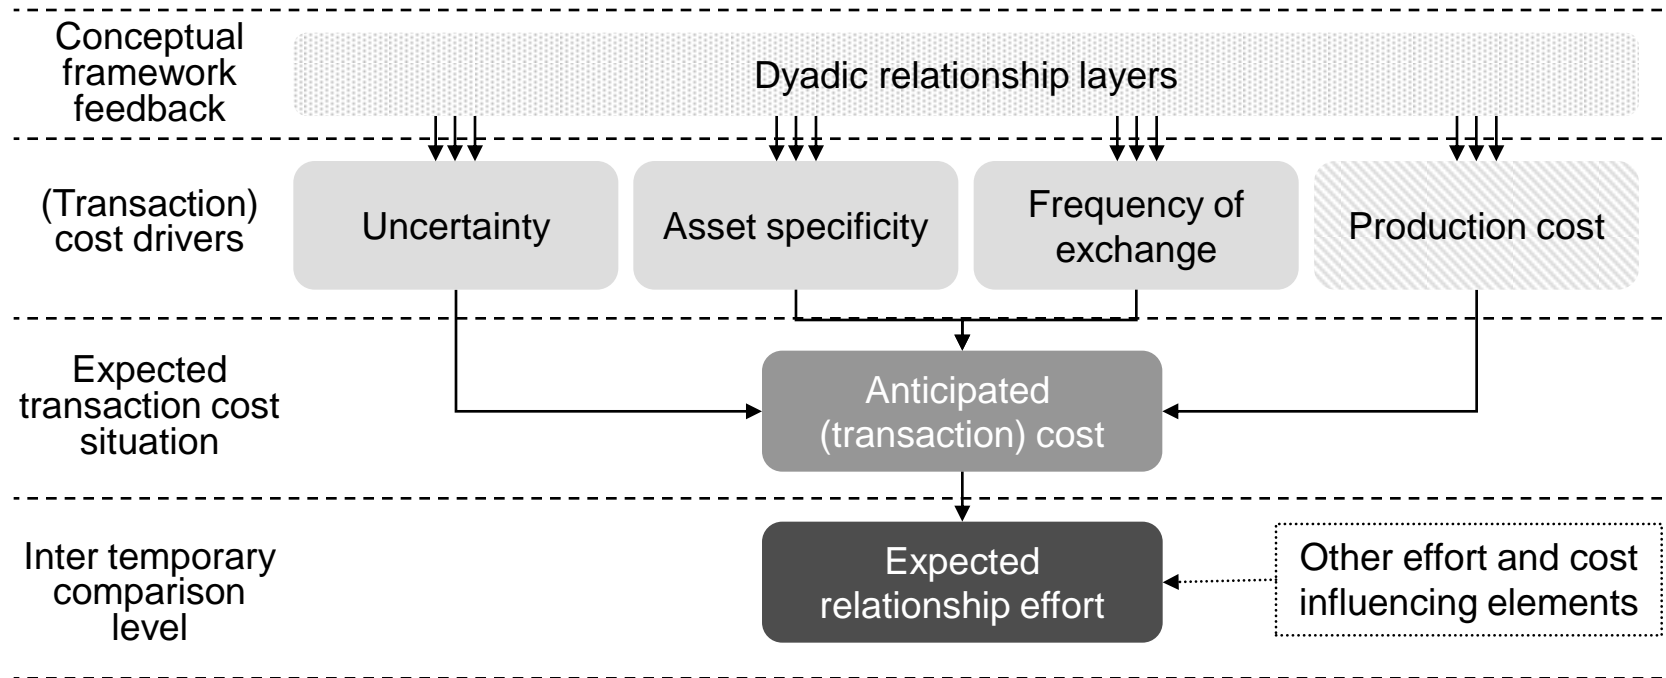 Conceptual
framework
feedback
Dyadic relationship layers
(Transaction)
cost drivers
Uncertainty
Asset specificity
Frequency of
exchange
Production cost
Expected
transaction cost
situation
Anticipated
(transaction) cost
Inter temporary
comparison
level
Expected
relationship effort
Other effort and cost
influencing elements